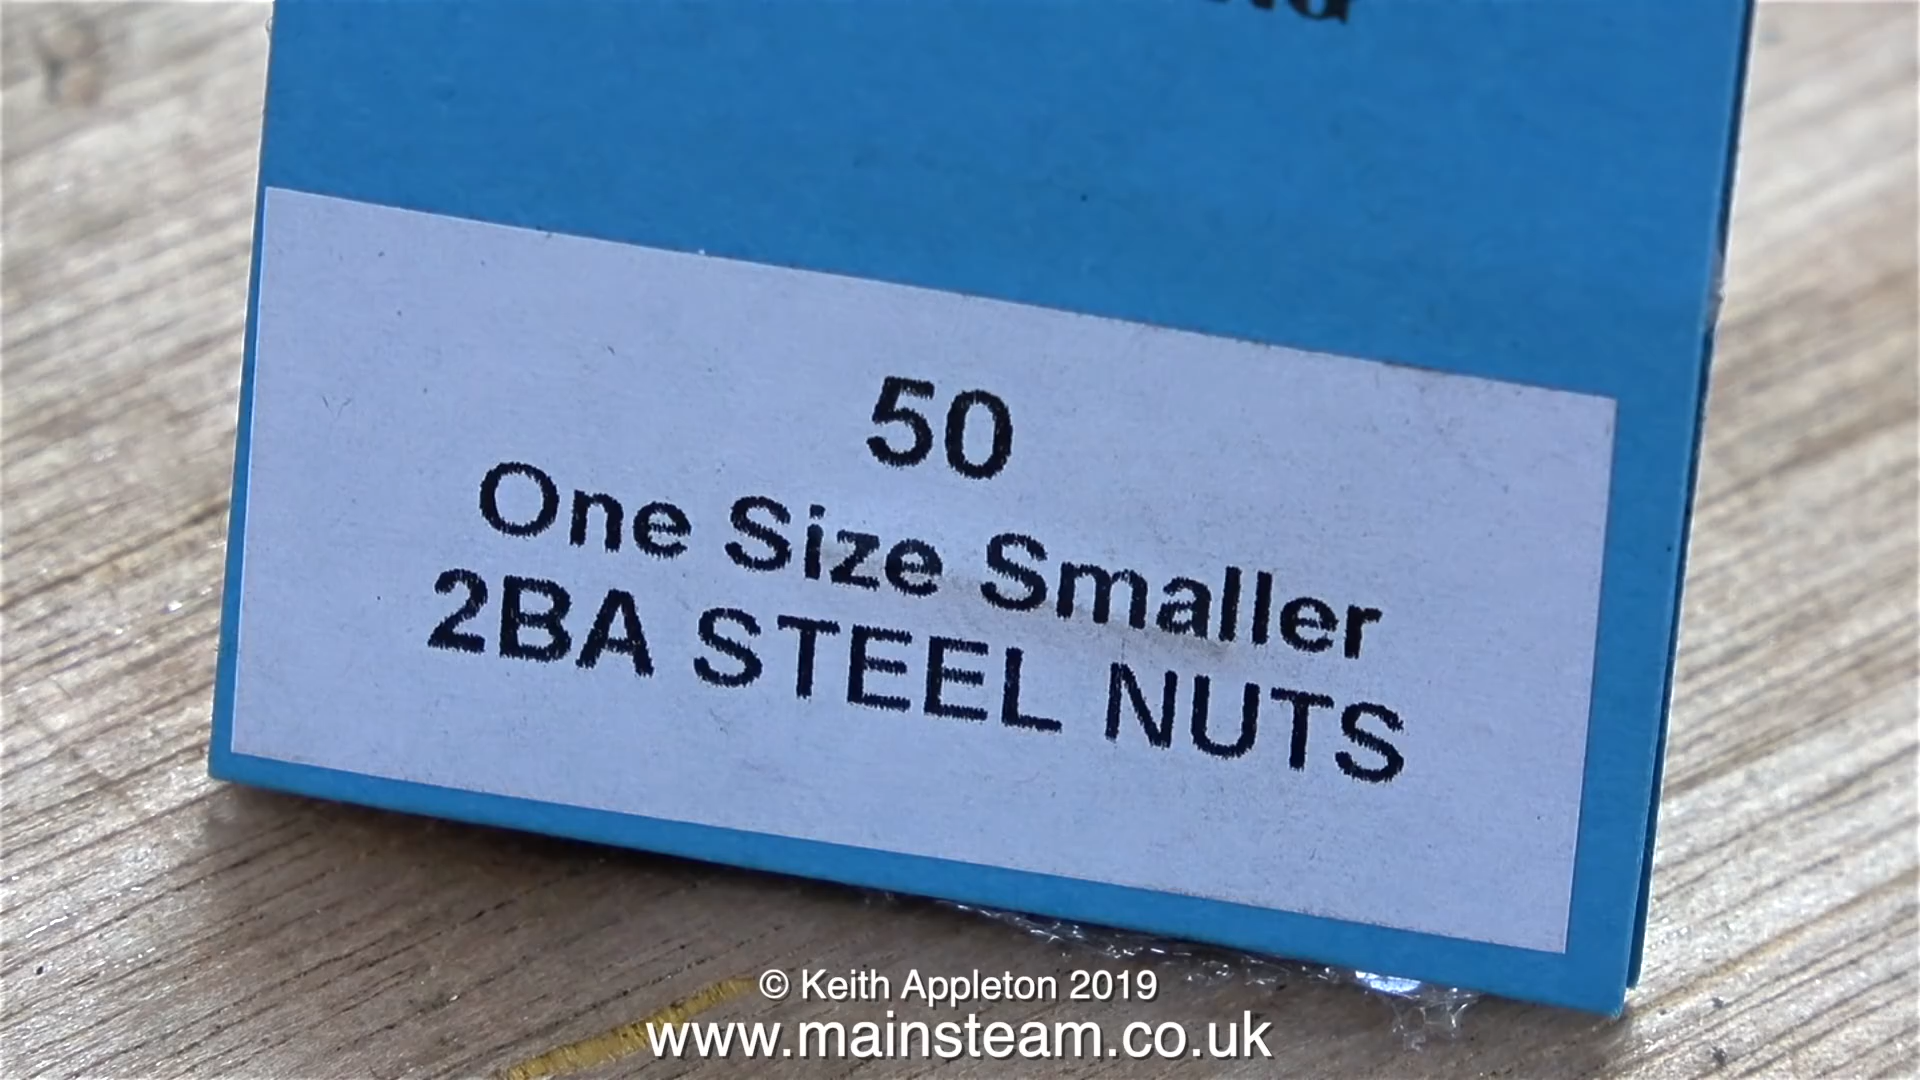 50
One Size Smaller
2BA STEEL NUTS
© Keith Appleton 2019
www.mainsteam.co.uk